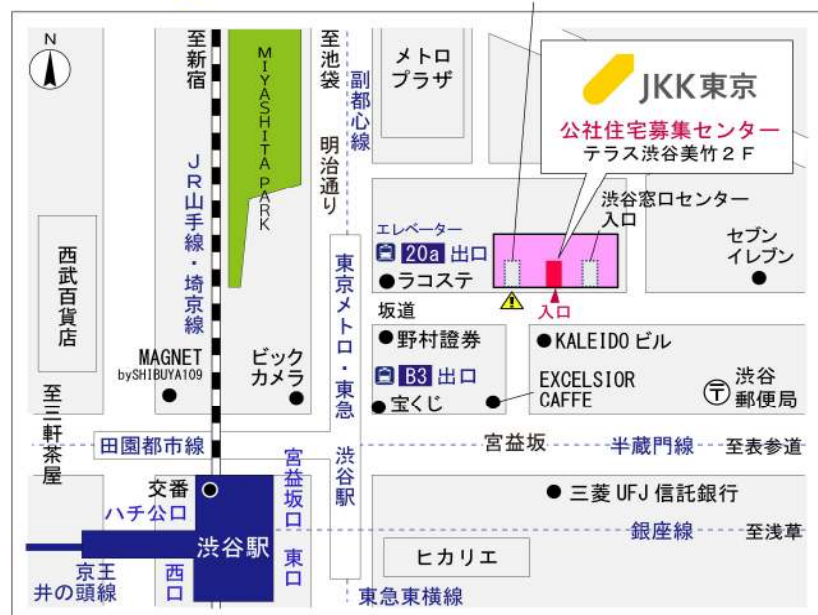 N
至新宿
MIYASHITA PARK
至池袋
明治通り
副都心線
メトロ
プラザ
JKK東京
公社住宅募集センター
テラス渋谷美竹2F
JR山手線・埼京線
西武百貨店
エレベーター
20a 出口
ラコステ
渋谷窓口センター
入口
セブン
イレブン
入口
坂道
東京メトロ・東急 渋谷駅
MAGNET
bySHIBUYA109
ビック
カメラ
野村證券
B3 出口
宝くじ
KALEIDO ビル
EXCELSIOR
CAFFE
渋谷
郵便局
至三軒茶屋
田園都市線
宮益坂
半蔵門線
至表参道
交番
ハチ公口
宮益坂口
三菱 UFJ 信託銀行
渋谷駅
銀座線
至浅草
京王
井の頭線
西口
東口
ヒカリエ
東急東横線